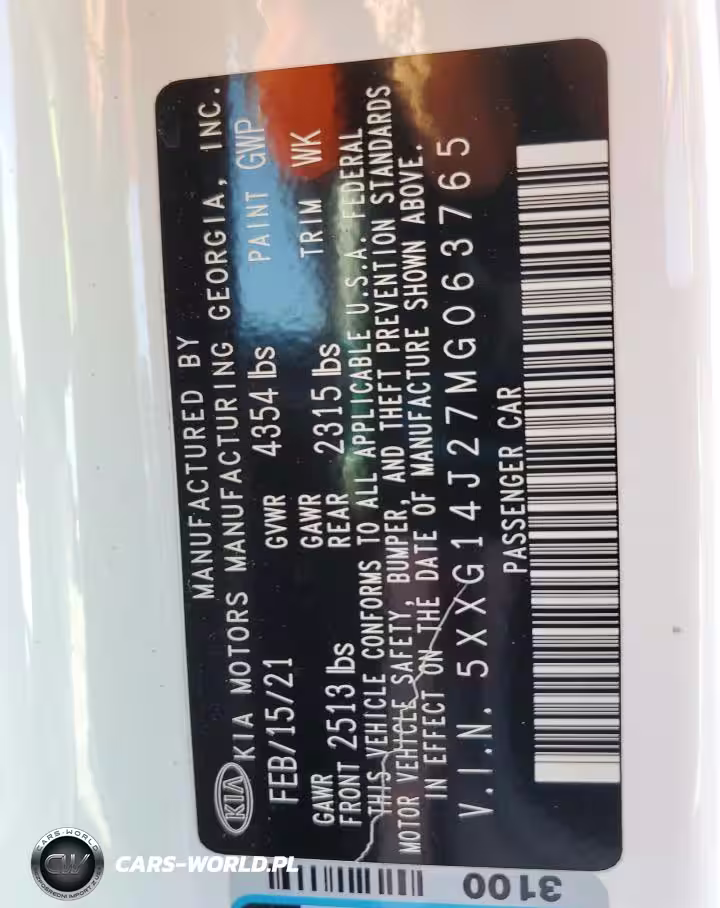 MANUFACTURED BY
KIA KIA MOTORS MANUFACTURING GEORGIA, INC.
FEB/15/21 GVWR 4354 lbs PAINT GWP
GAWR FRONT 2513 lbs GAWR REAR 2315 lbs TRIM WK
THIS VEHICLE CONFORMS TO ALL APPLICABLE U.S.A. FEDERAL
MOTOR VEHICLE SAFETY, BUMPER, AND THEFT PREVENTION STANDARDS
IN EFFECT ON THE DATE OF MANUFACTURE SHOWN ABOVE.
V.I.N. 5XXG14J27MG063765
PASSENGER CAR
3100
CARS-WORLD
CW
CARS-WORLD.PL